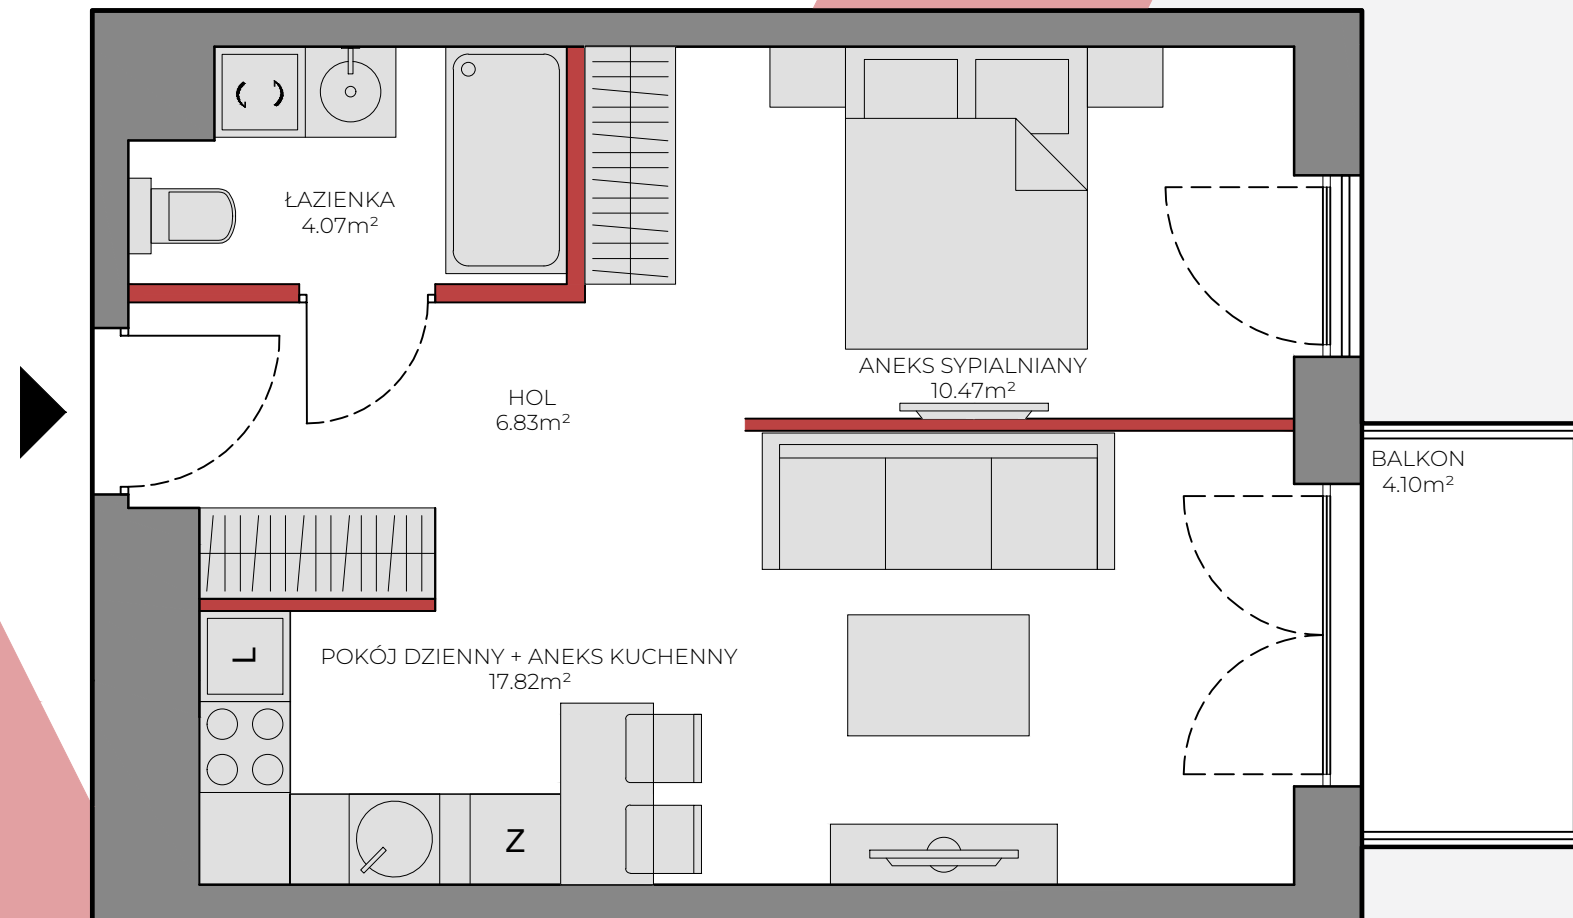 ŁAZIENKA
4.07m²
ANEKS SYPIALNIANY
10.47m²
HOL
6.83m²
BALKON
4.10m²
POKÓJ DZIENNY + ANEKS KUCHENNY
17.82m²
L
Z